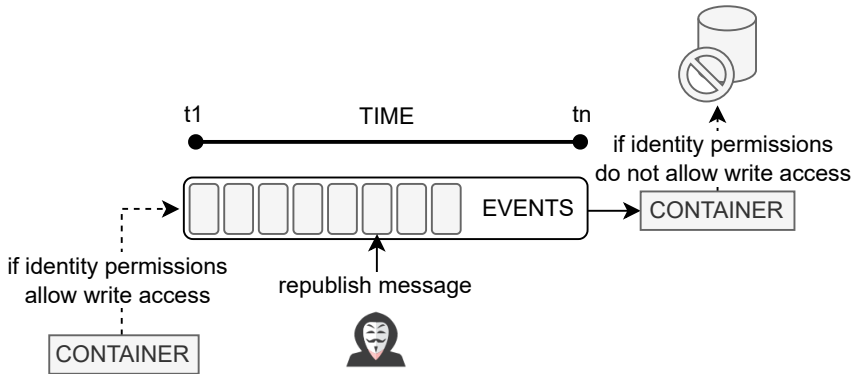 t1 TIME tn
if identity permissions
do not allow write access
EVENTS
CONTAINER
if identity permissions
allow write access
republish message
CONTAINER